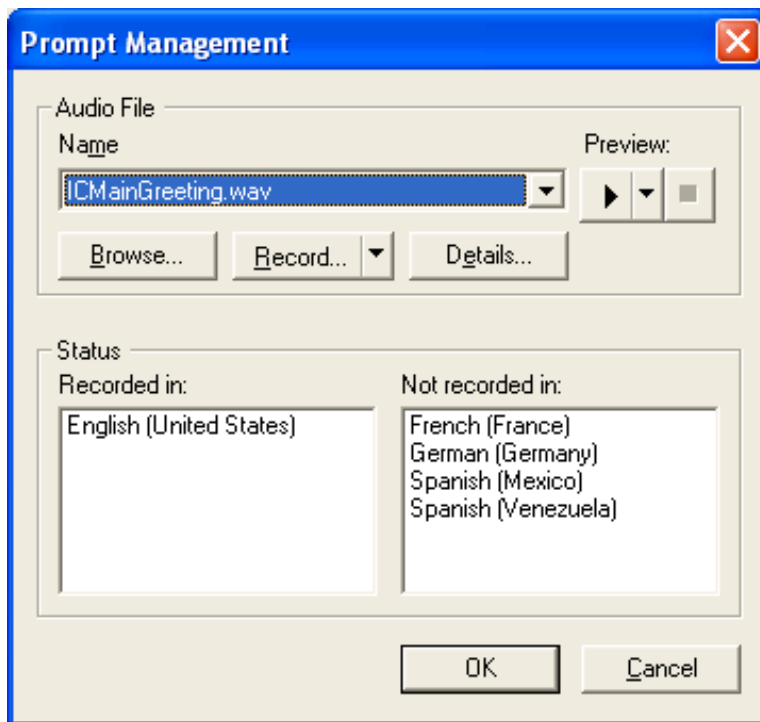 Prompt Management
Audio File
Name
Preview:
ICMainGreeting.wav
Browse...
Record...
Details...
Status
Recorded in:
Not recorded in:
English (United States)
French (France)
German (Germany)
Spanish (Mexico)
Spanish (Venezuela)
OK
Cancel